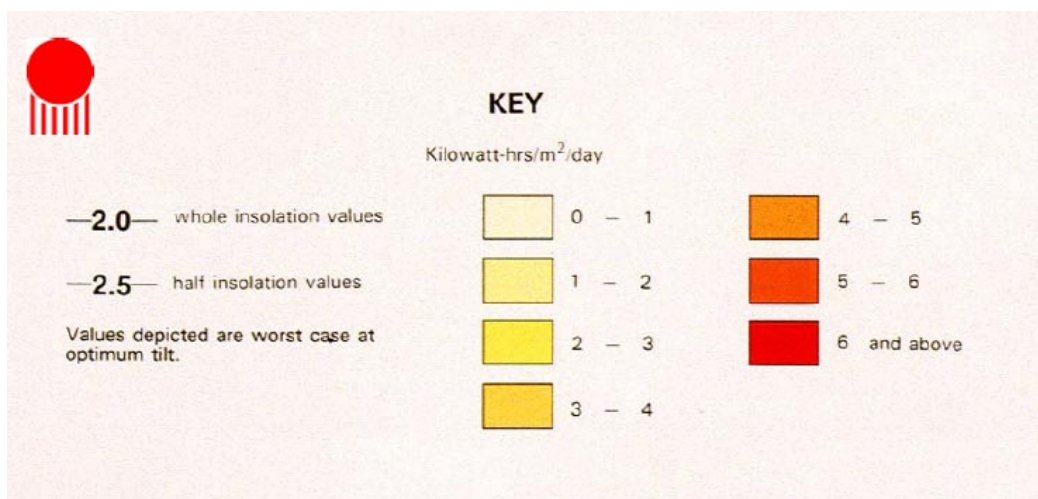 KEY
Kilowatt-hrs/m²/day
—2.0— whole insolation values
—2.5— half insolation values
Values depicted are worst case at
optimum tilt.
0 – 1
1 – 2
2 – 3
3 – 4
4 – 5
5 – 6
6 and above